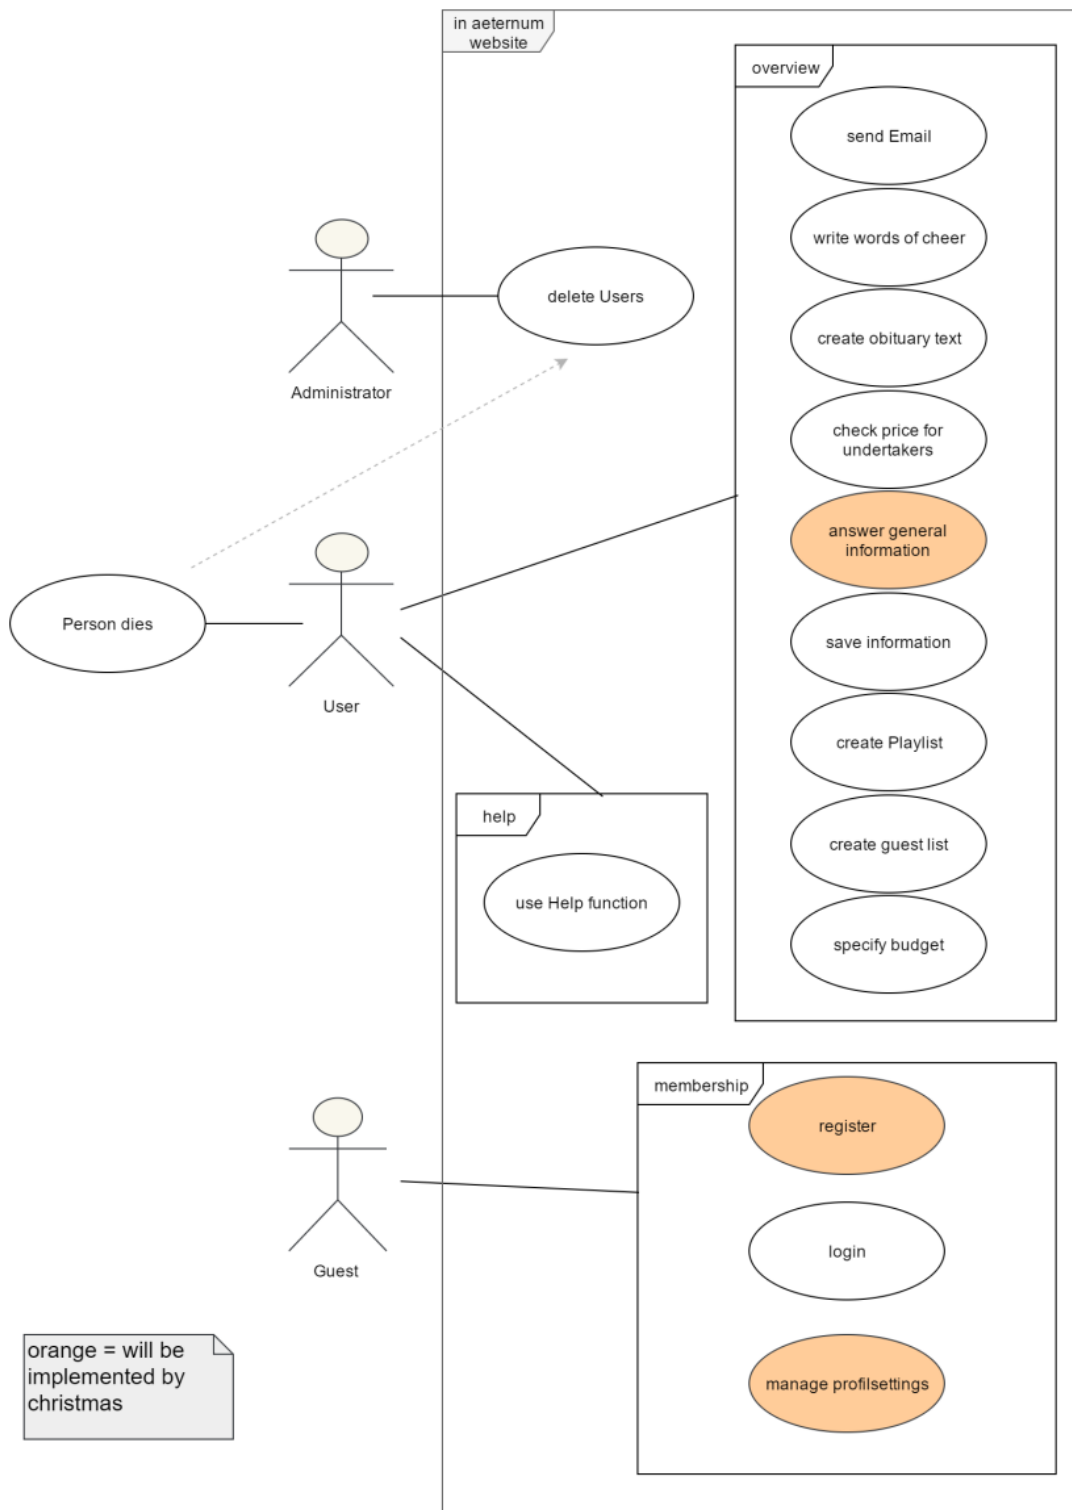 in aeternum
website
overview
send Email
write words of cheer
create obituary text
check price for
undertakers
answer general
information
save information
create Playlist
create guest list
specify budget
delete Users
Administrator
Person dies
User
help
use Help function
membership
register
login
manage profilsettings
Guest
orange = will be
implemented by
christmas